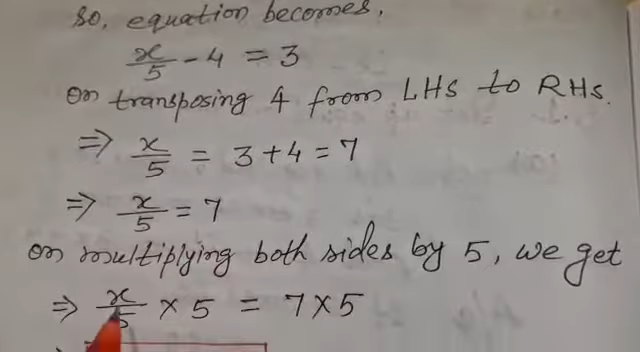 So, equation becomes,
x/5 - 4 = 3
on transposing 4 from LHS to RHS.
⇒ x/5 = 3+4 = 7
⇒ x/5 = 7
on multiplying both sides by 5, we get
⇒ x/5 × 5 = 7×5